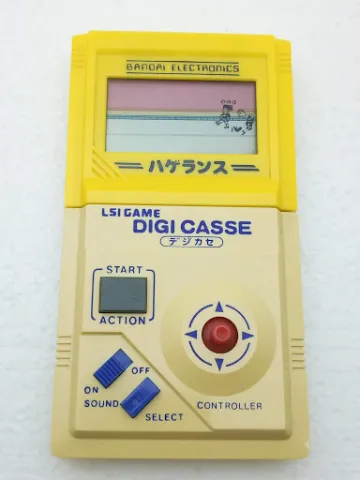 BANDAI ELECTRONICS
ハゲランス
LSI GAME
DIGI CASSE
デジカセ
START
ACTION
OFF
ON
SOUND
SELECT
CONTROLLER